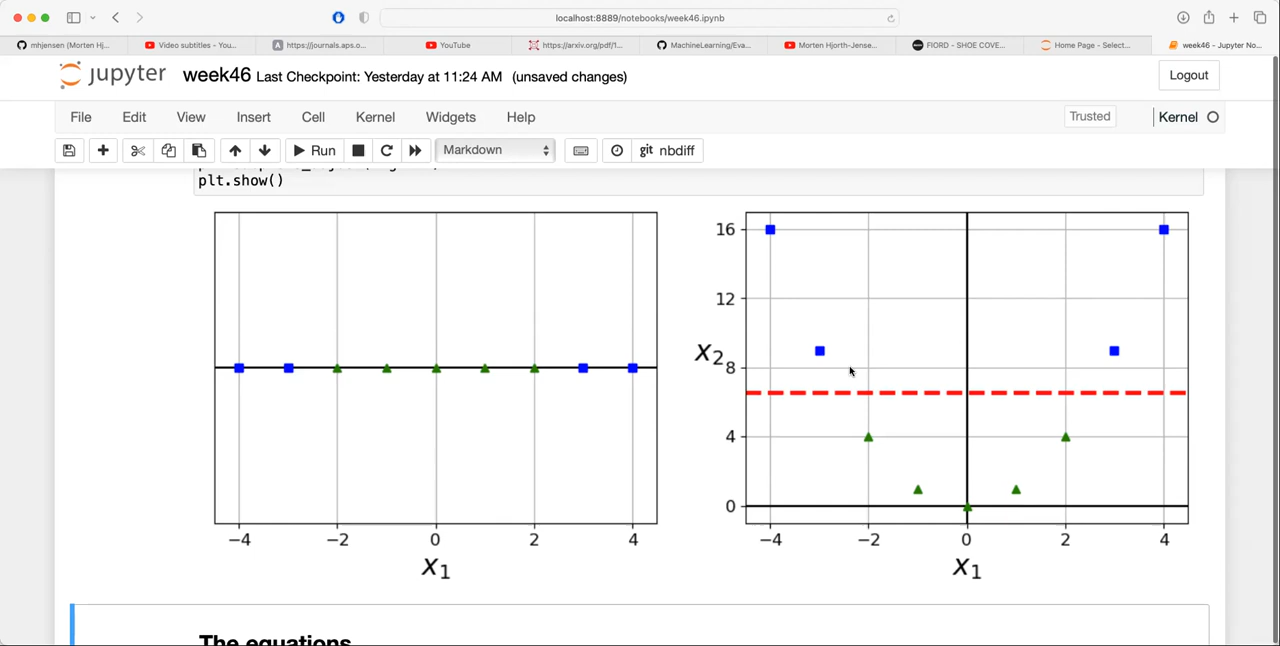 localhost:8889/notebooks/week46.ipynb
mhjensen (Morten Hj... Video subtitles - You... https://journals.aps.o... YouTube https://arxiv.org/pdf/1... MachineLearning/Eva... Morten Hjorth-Jense... FIORD - SHOE COVE... Home Page - Select... week46 - Jupyter No...
jupyter week46 Last Checkpoint: Yesterday at 11:24 AM (unsaved changes) Logout
File Edit View Insert Cell Kernel Widgets Help Trusted Kernel
Run Markdown git nbdiff
plt.show()
16
12
x2 8
4
0
−4 −2 0 2 4 −4 −2 0 2 4
x1 x1
The equations